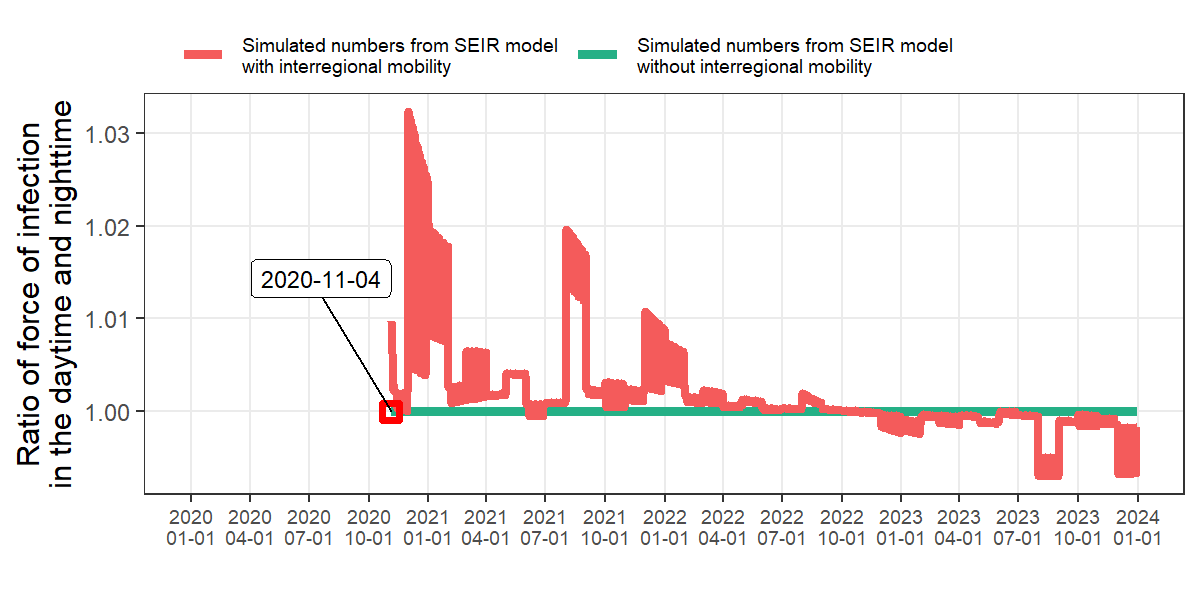 Simulated numbers from SEIR model
with interregional mobility
Simulated numbers from SEIR model
without interregional mobility
Ratio of force of infection
in the daytime and nighttime
1.03
1.02
1.01
1.00
2020-11-04
2020 2020 2020 2020 2021 2021 2021 2021 2022 2022 2022 2022 2023 2023 2023 2023 2024
01-01 04-01 07-01 10-01 01-01 04-01 07-01 10-01 01-01 04-01 07-01 10-01 01-01 04-01 07-01 10-01 01-01